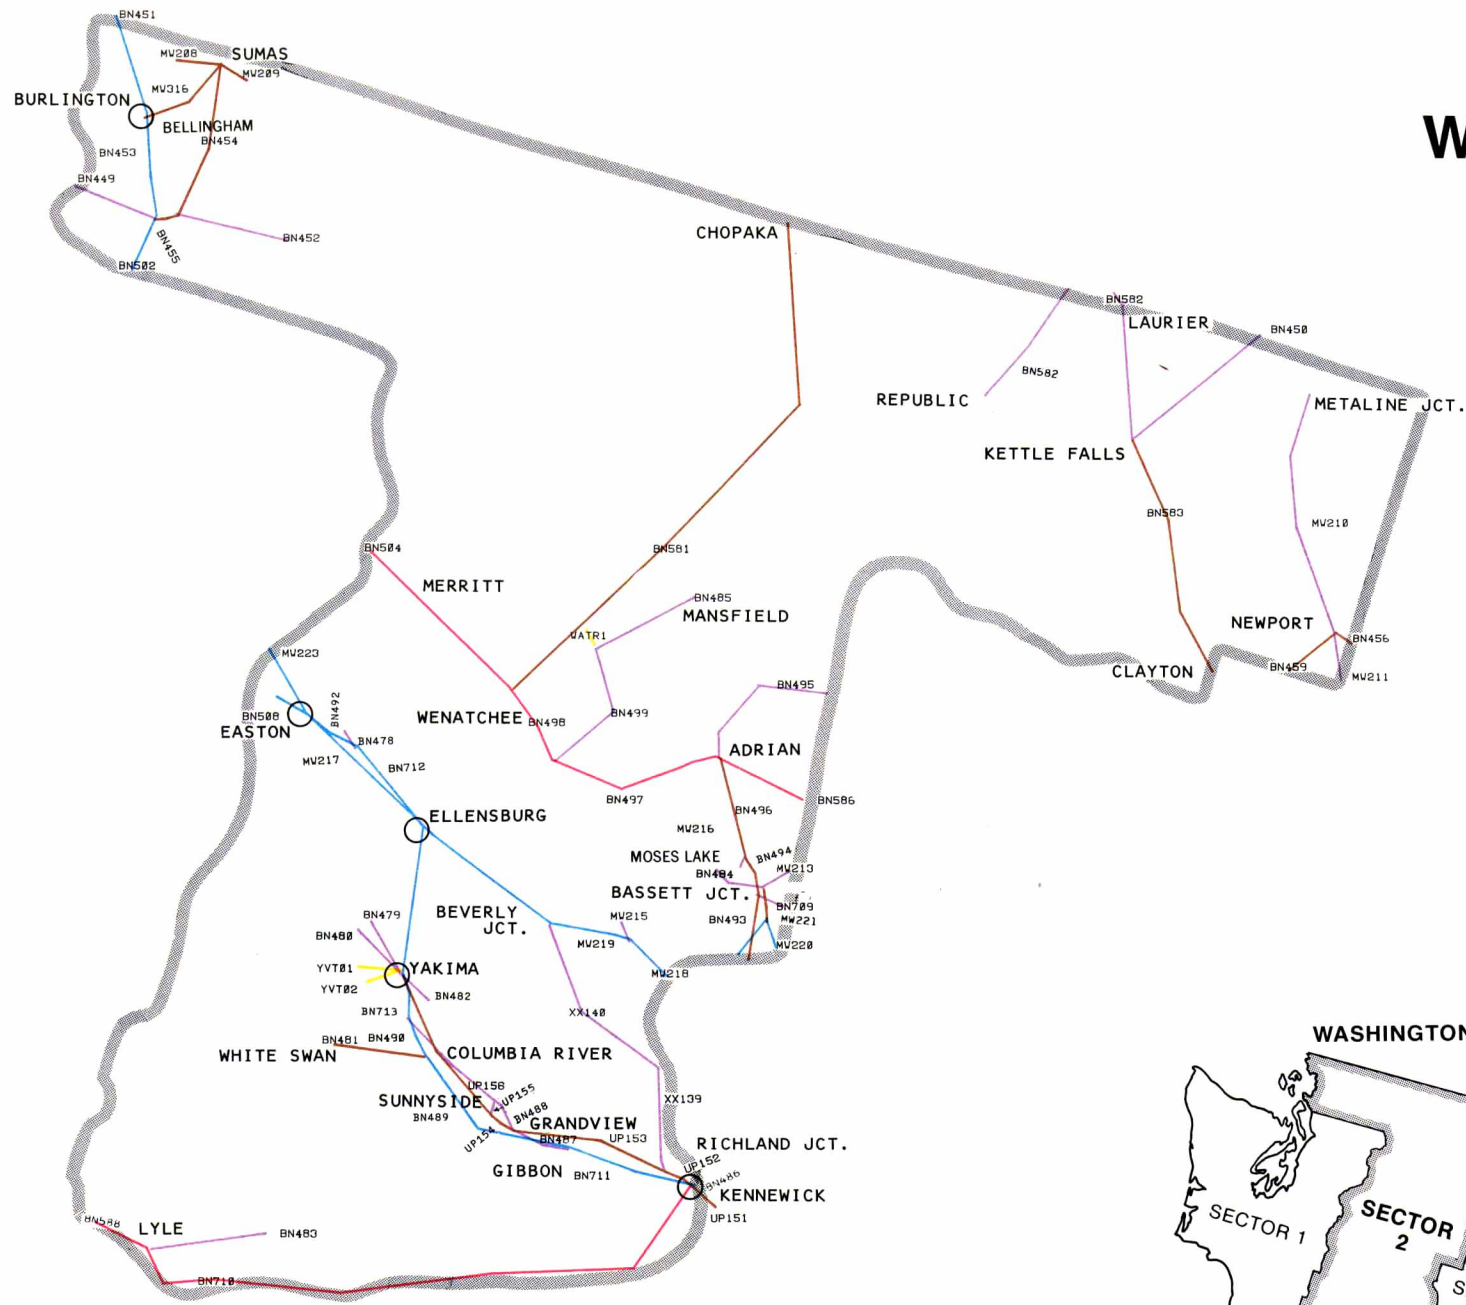 BN451
MW208
SUMAS
MW209
MW316
BURLINGTON
BELLINGHAM
BN454
BN453
BN449
BN452
BN455
BN502
W
CHOPAKA
BN582
LAURIER
BN450
BN582
REPUBLIC
METALINE JCT.
KETTLE FALLS
BN583
MW210
BN504
BN581
MERRITT
BN485
MANSFIELD
WATR1
NEWPORT
BN456
BN459
MW211
CLAYTON
MW223
BN495
BN492
BN508
EASTON
WENATCHEE
BN498
BN499
BN478
MW217
BN712
ADRIAN
BN497
BN586
BN496
ELLENSBURG
MW216
MOSES LAKE
BN494
BN484
MW213
BASSETT JCT.
BN709
BN493
MW221
MW220
BN479
BN480
BEVERLY
JCT.
MW215
MW219
MW218
YVT01
YVT02
YAKIMA
BN482
BN713
XX140
BN481
BN490
WHITE SWAN
COLUMBIA RIVER
UP156
UP155
SUNNYSIDE
BN489
BN488
XX139
GRANDVIEW
UP154
BN487
UP153
RICHLAND JCT.
GIBBON
BN711
UP152
BN486
KENNEWICK
UP151
BN588
LYLE
BN483
BN710
WASHINGTON
SECTOR 1
SECTOR
2
S